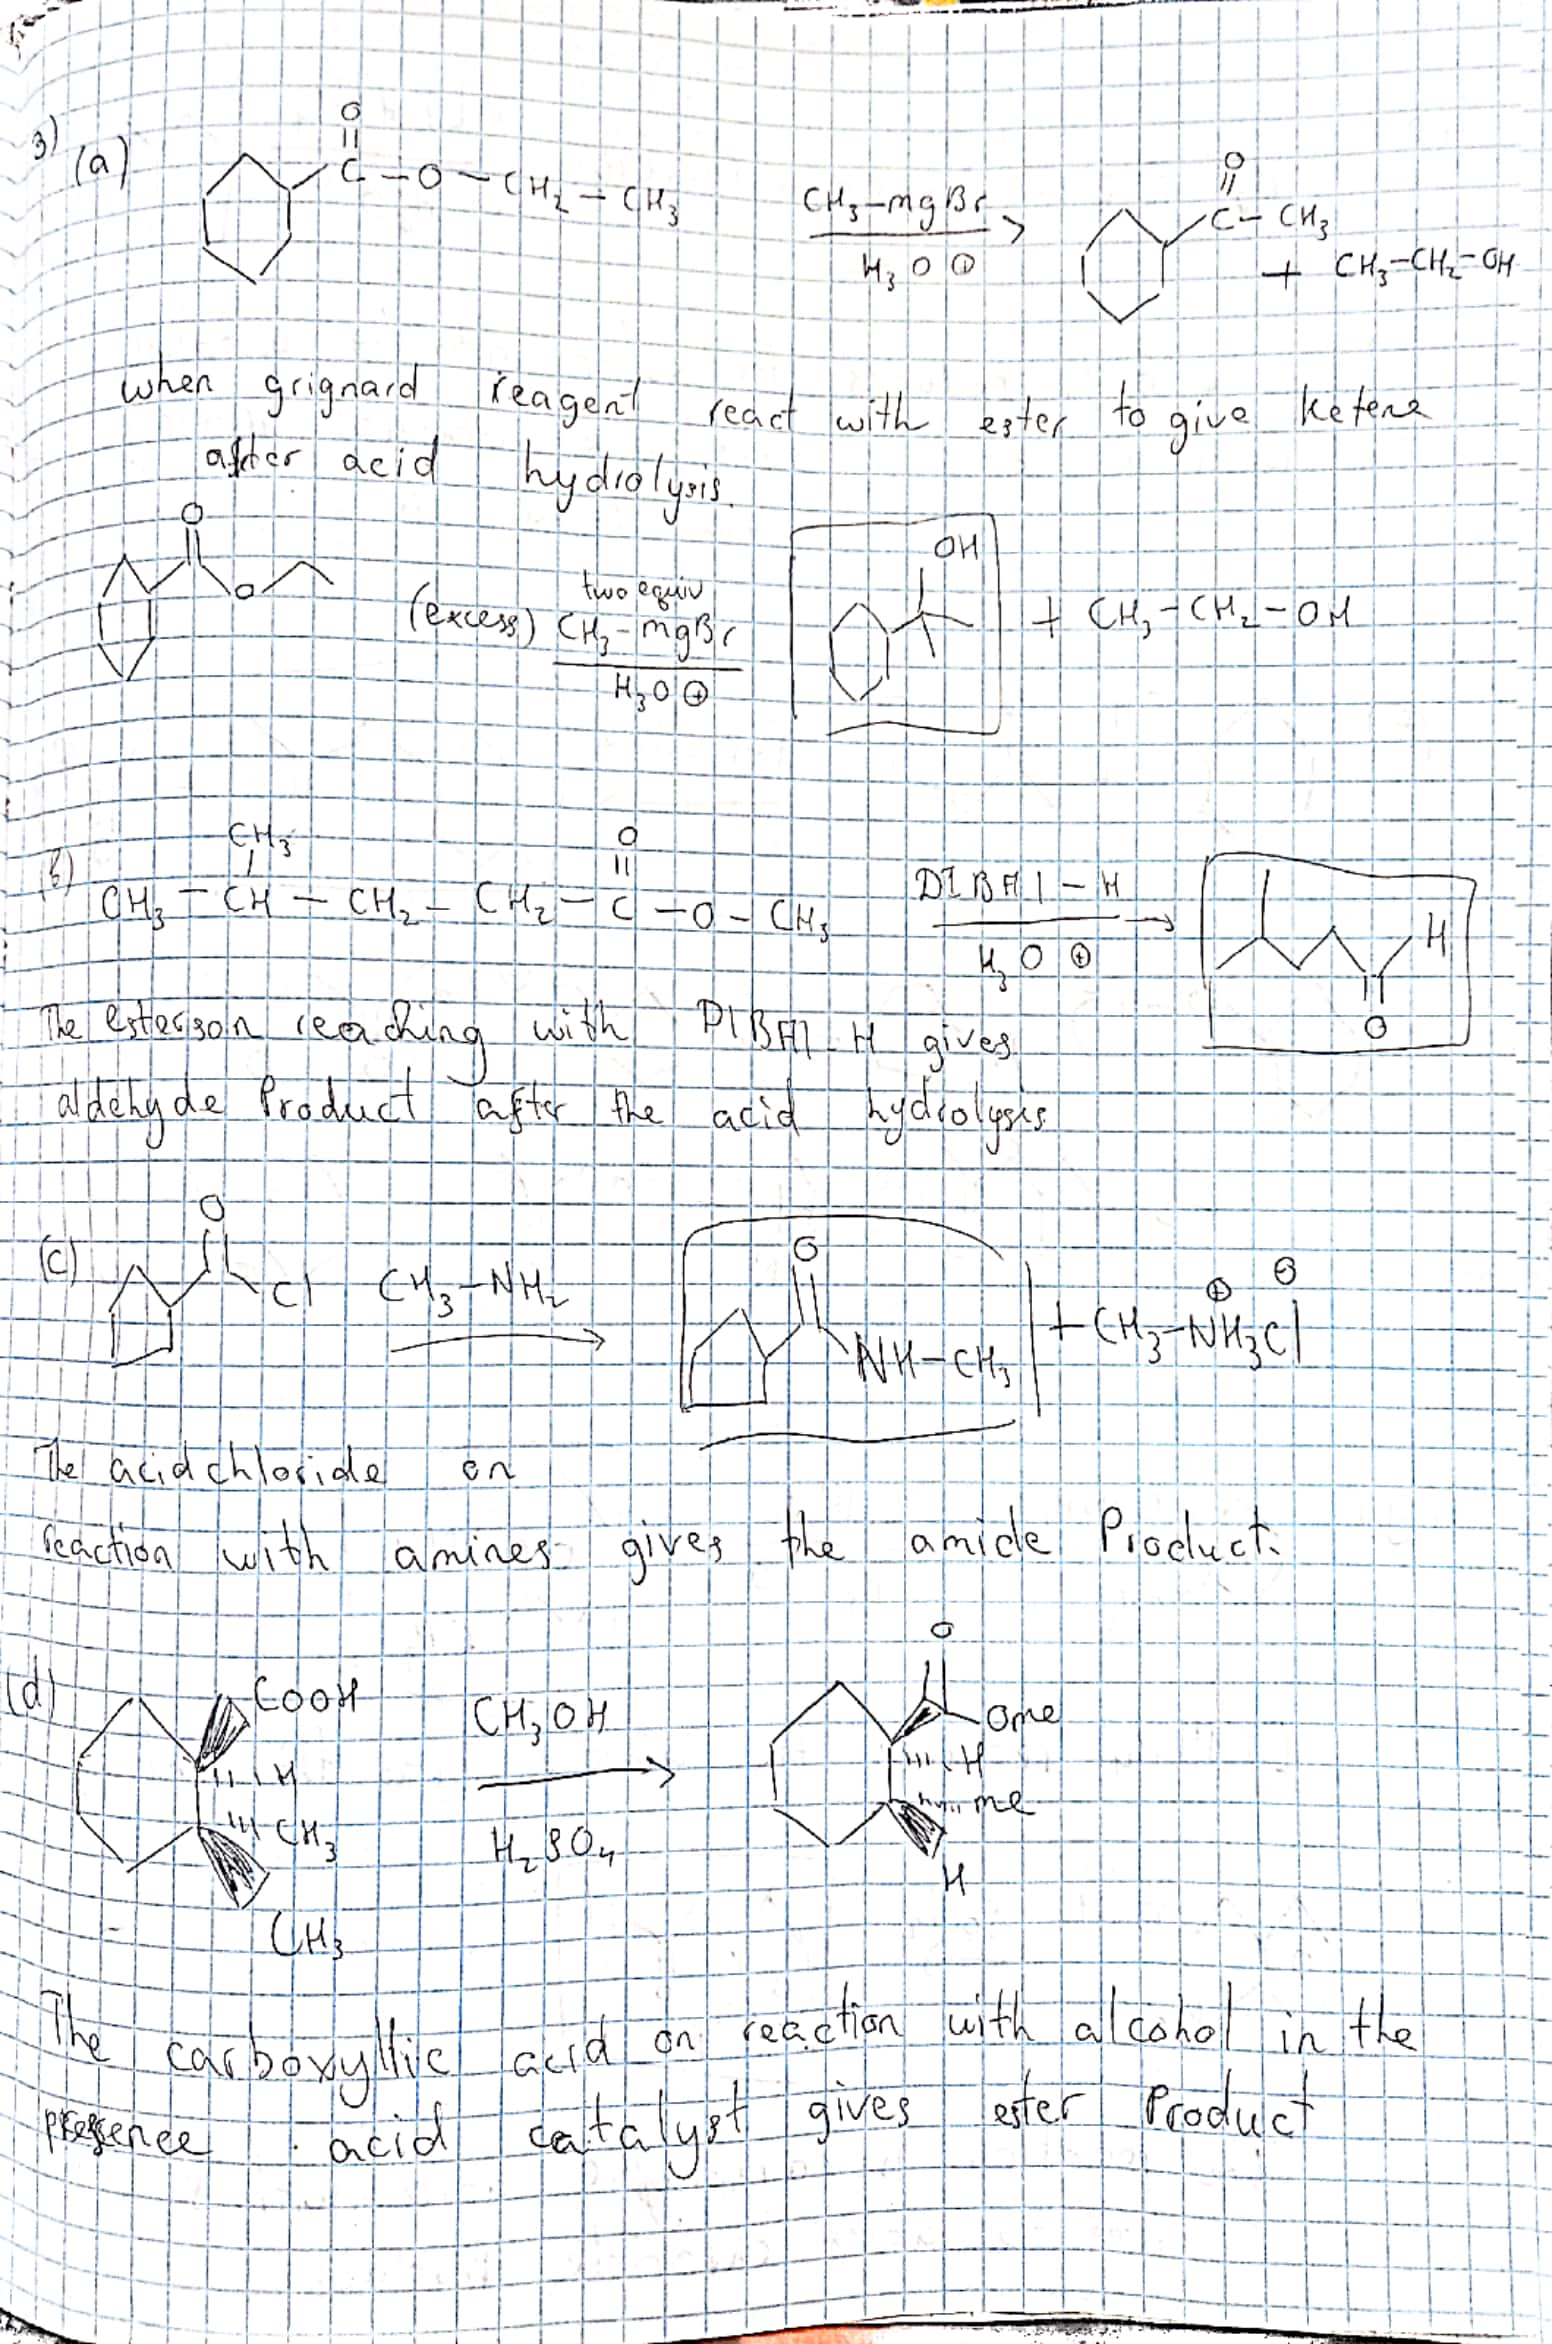 3) (a)
O
||
C – O – CH₂ – CH₃
CH₃–mgBr
H₃O⊕
O
||
C – CH₃
+ CH₃–CH₂–OH
when grignard reagent react with ester to give ketene
after acid hydrolysis.
O
O
(excess)
two equiv
CH₃–mgBr
H₃O⊕
OH
+ CH₃–CH₂–OH
b)
CH₃
O
||
CH₃ – CH – CH₂ – CH₂ – C – O – CH₃
DIBAl–H
H₃O⊕
H
O
The esterson reaching with DIBAl–H gives
aldehyde Product after the acid hydrolysis
(c)
O
Cl
CH₃–NH₂
O
NH–CH₃
+ CH₃–NH₃Cl
⊕ ⊖
The acid chloride on
reaction with amines gives the amide Product.
(d)
COOH
H
CH₃
CH₃
CH₃OH
H₂SO₄
O
Ome
H
me
H
The carboxyllic acid on reaction with alcohol in the
presence acid catalyst gives ester Product